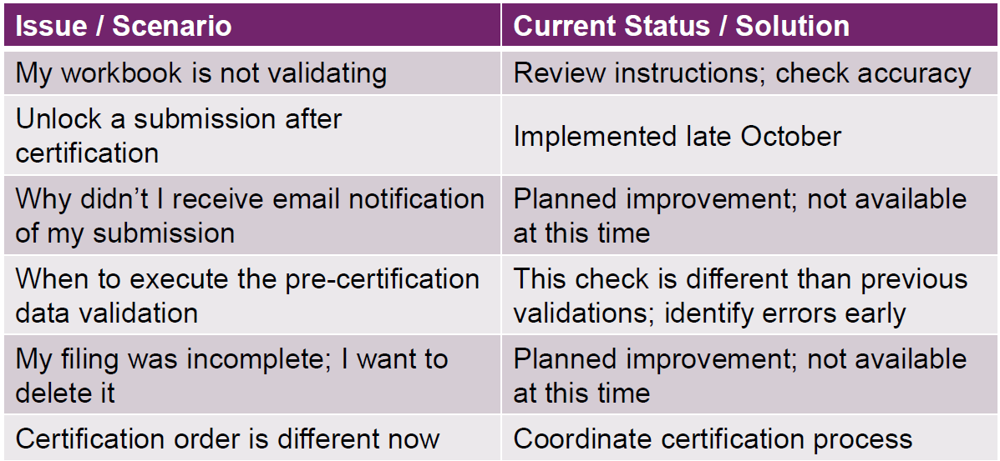 Issue / Scenario
Current Status / Solution
My workbook is not validating
Review instructions; check accuracy
Unlock a submission after
certification
Implemented late October
Why didn’t I receive email notification
of my submission
Planned improvement; not available
at this time
When to execute the pre-certification
data validation
This check is different than previous
validations; identify errors early
My filing was incomplete; I want to
delete it
Planned improvement; not available
at this time
Certification order is different now
Coordinate certification process